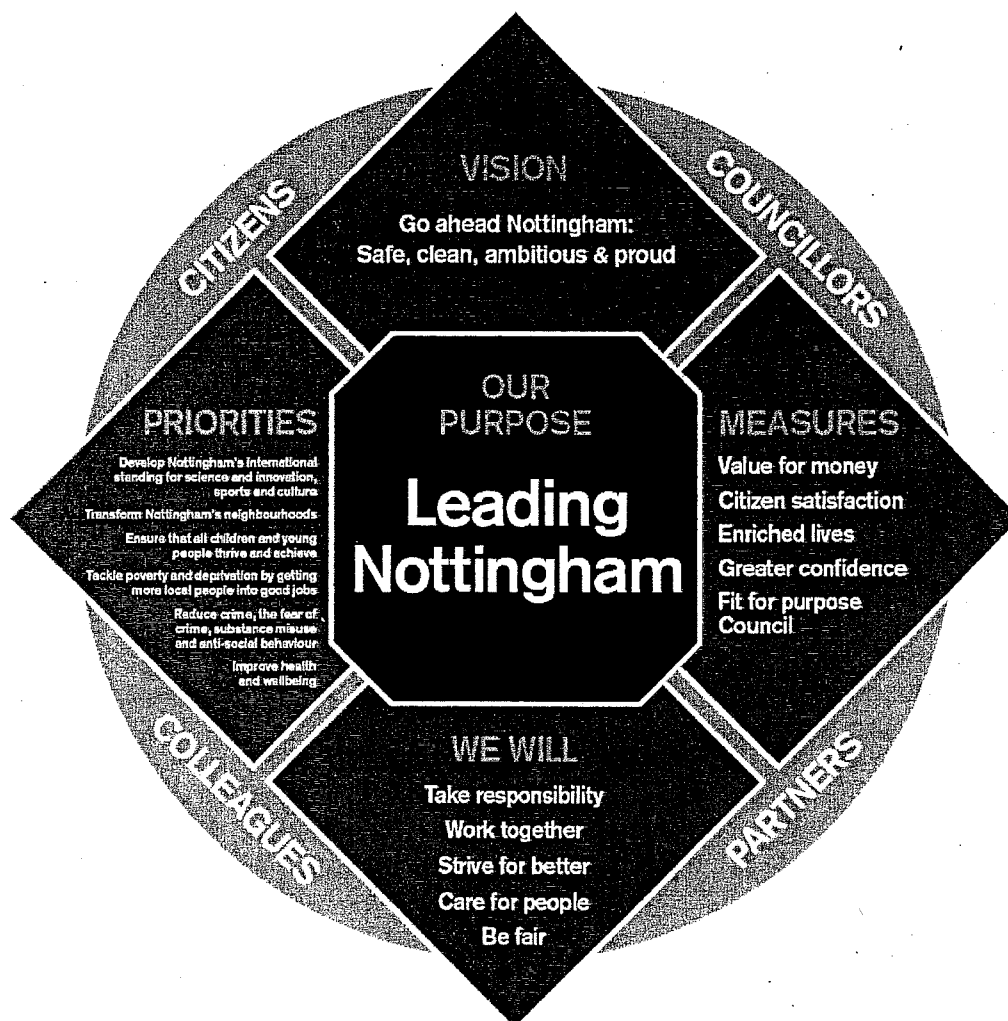 VISION
Go ahead Nottingham:
Safe, clean, ambitious & proud
CITIZENS
COUNCILLORS
OUR
PURPOSE
Leading
Nottingham
PRIORITIES
Develop Nottingham's international
standing for science and innovation,
sports and culture
Transform Nottingham's neighbourhoods
Ensure that all children and young
people thrive and achieve
Tackle poverty and deprivation by getting
more local people into good jobs
Reduce crime, the fear of
crime, substance misuse
and anti-social behaviour
Improve health
and wellbeing
MEASURES
Value for money
Citizen satisfaction
Enriched lives
Greater confidence
Fit for purpose
Council
WE WILL
Take responsibility
Work together
Strive for better
Care for people
Be fair
COLLEAGUES
PARTNERS